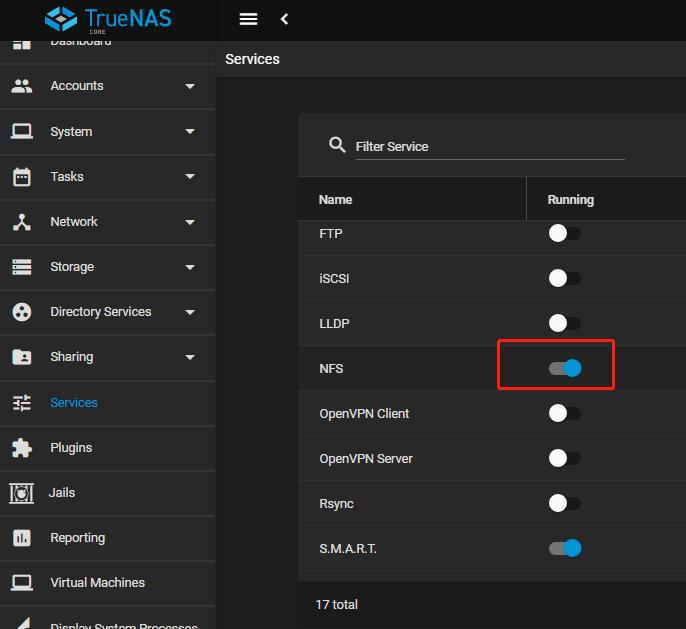 TrueNAS
CORE
Dashboard
Accounts
System
Tasks
Network
Storage
Directory Services
Sharing
Services
Plugins
Jails
Reporting
Virtual Machines
Display System Processes
Services
Filter Service
Name Running
FTP
iSCSI
LLDP
NFS
OpenVPN Client
OpenVPN Server
Rsync
S.M.A.R.T.
17 total